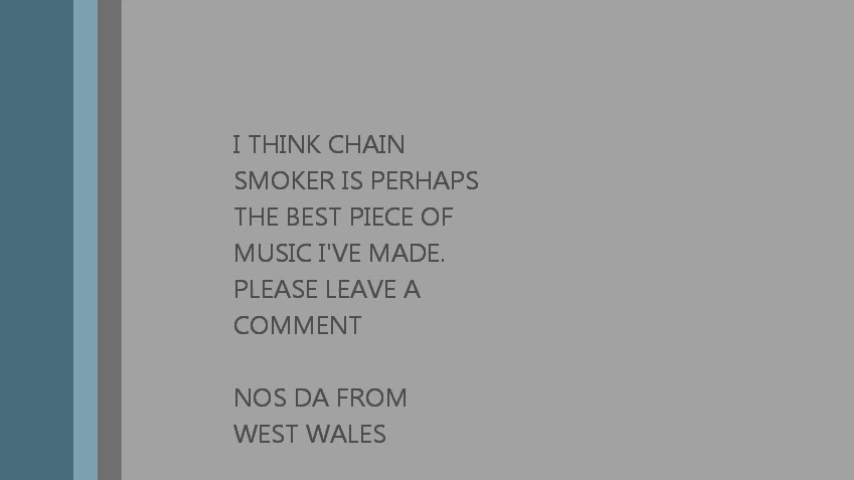 I THINK CHAIN
SMOKER IS PERHAPS
THE BEST PIECE OF
MUSIC I'VE MADE.
PLEASE LEAVE A
COMMENT
NOS DA FROM
WEST WALES